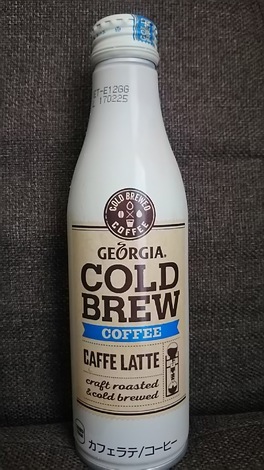 ET-E12GG
170225
COLD BREWED
COFFEE
GEORGIA.
COLD
BREW
COFFEE
CAFFE LATTE
craft roasted
& cold brewed
カフェラテ/コーヒー